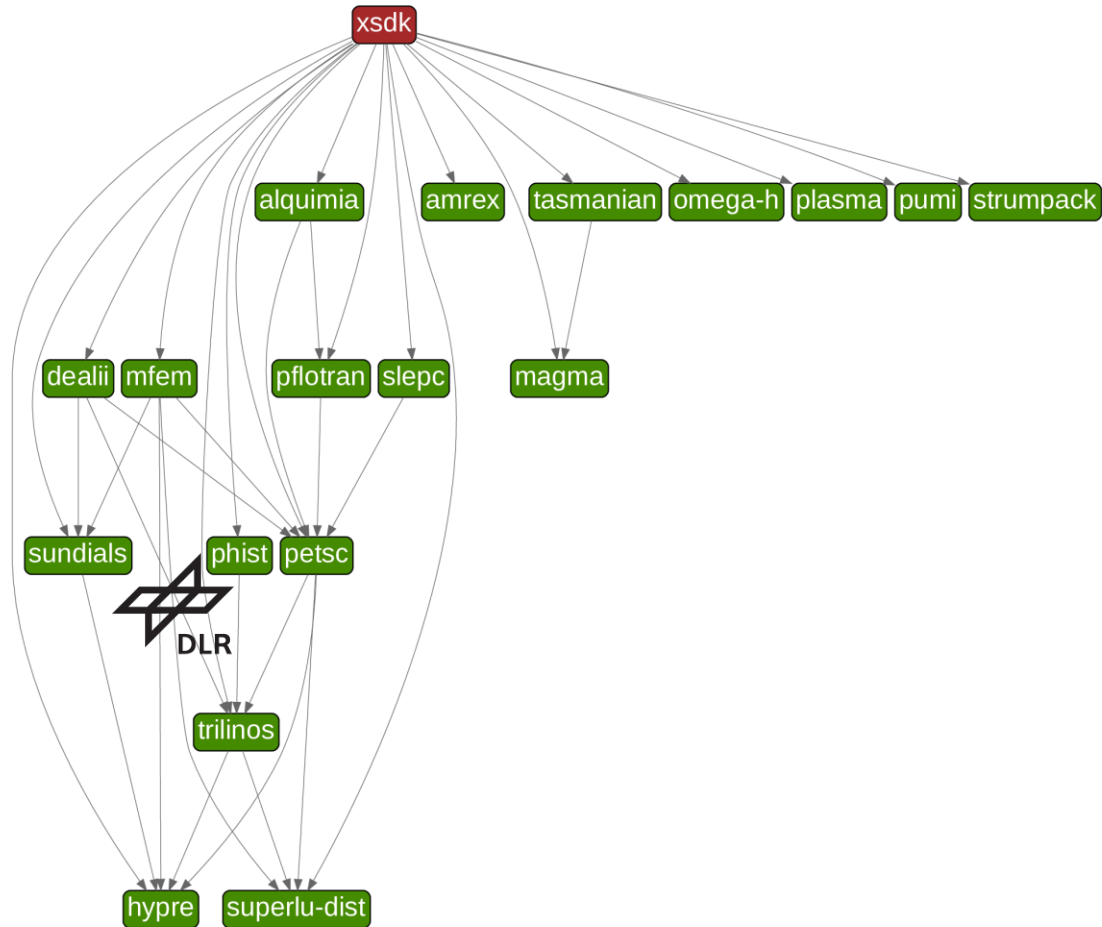 xsdk
alquimia
amrex
tasmanian
omega-h
plasma
pumi
strumpack
dealii
mfem
pflotran
slepc
magma
sundials
phist
petsc
DLR
trilinos
hypre
superlu-dist